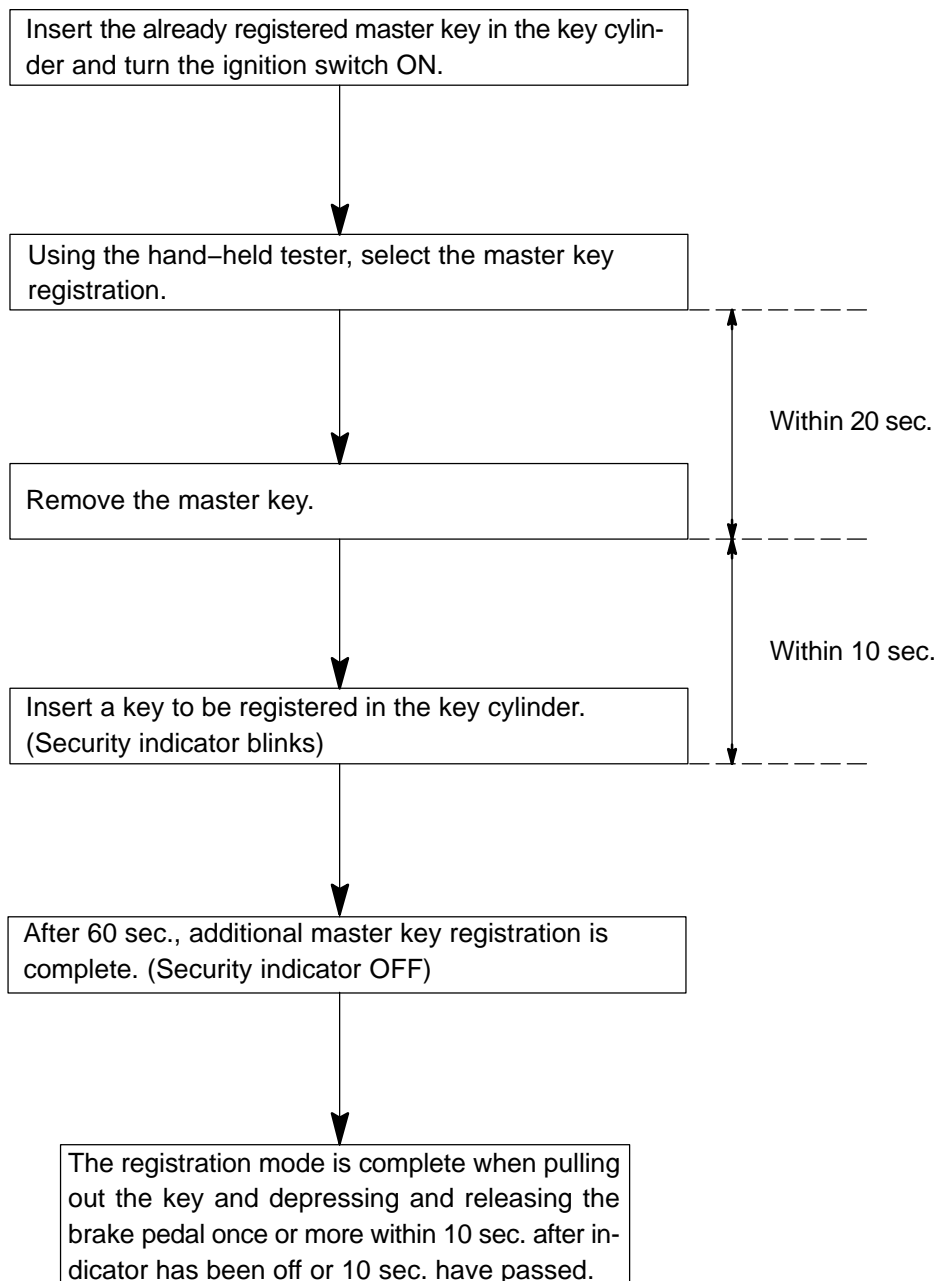 Insert the already registered master key in the key cylin-
der and turn the ignition switch ON.
Using the hand–held tester, select the master key
registration.
Within 20 sec.
Remove the master key.
Within 10 sec.
Insert a key to be registered in the key cylinder.
(Security indicator blinks)
After 60 sec., additional master key registration is
complete. (Security indicator OFF)
The registration mode is complete when pulling
out the key and depressing and releasing the
brake pedal once or more within 10 sec. after in-
dicator has been off or 10 sec. have passed.